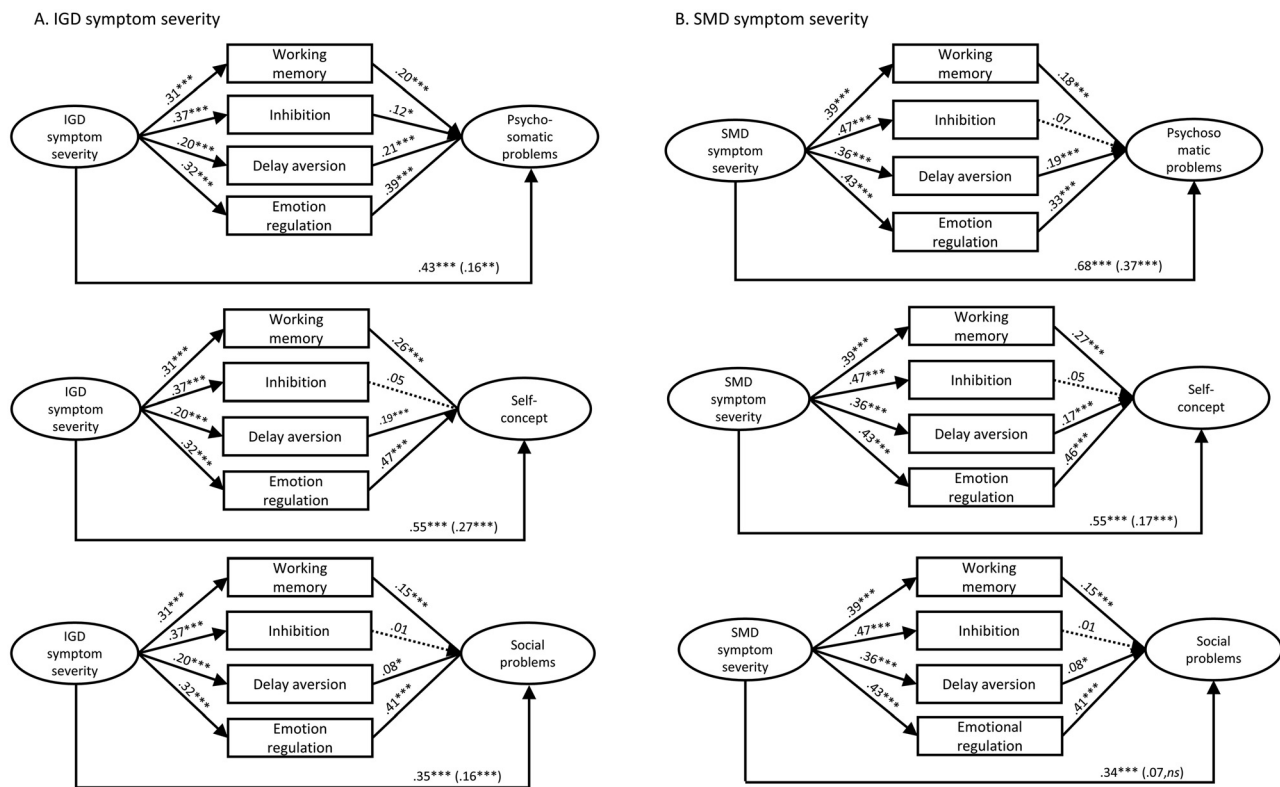 A. IGD symptom severity
Working
memory
Inhibition
Delay aversion
Emotion
regulation
IGD
symptom
severity
Psycho-
somatic
problems
.31***
.37***
.20***
.32***
.20***
.12*
.21***
.39***
.43*** (.16**)
Working
memory
Inhibition
Delay aversion
Emotion
regulation
IGD
symptom
severity
Self-
concept
.31***
.37***
.20***
.32***
.26***
.05
.19***
.47***
.55*** (.27***)
Working
memory
Inhibition
Delay aversion
Emotion
regulation
IGD
symptom
severity
Social
problems
.31***
.37***
.20***
.32***
.15***
.01
.08*
.41***
.35*** (.16***)
B. SMD symptom severity
Working
memory
Inhibition
Delay aversion
Emotion
regulation
SMD
symptom
severity
Psychoso
matic
problems
.39***
.47***
.36***
.43***
.18***
.07
.19***
.33***
.68*** (.37***)
Working
memory
Inhibition
Delay aversion
Emotion
regulation
SMD
symptom
severity
Self-
concept
.39***
.47***
.36***
.43***
.27***
.05
.17***
.46***
.55*** (.17***)
Working
memory
Inhibition
Delay aversion
Emotional
regulation
SMD
symptom
severity
Social
problems
.39***
.47***
.36***
.43***
.15***
.01
.08*
.41***
.34*** (.07,ns)